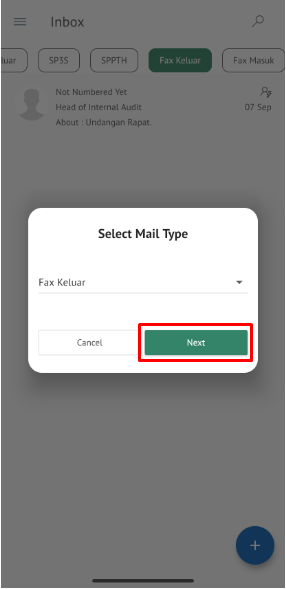 Inbox
luar
SP3S
SPPTH
Fax Keluar
Fax Masuk
Not Numbered Yet
Head of Internal Audit
07 Sep
About : Undangan Rapat.
Select Mail Type
Fax Keluar
Cancel
Next
+